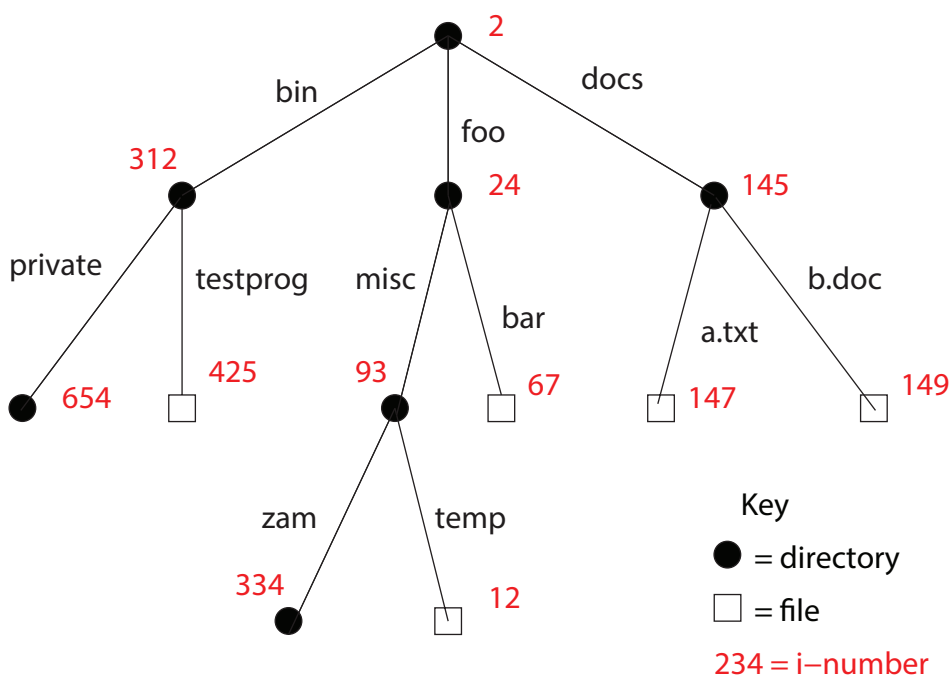 2
bin
docs
foo
312
24
145
private
testprog
misc
b.doc
bar
a.txt
654
425
93
67
147
149
zam
temp
Key
= directory
334
12
= file
234 = i−number